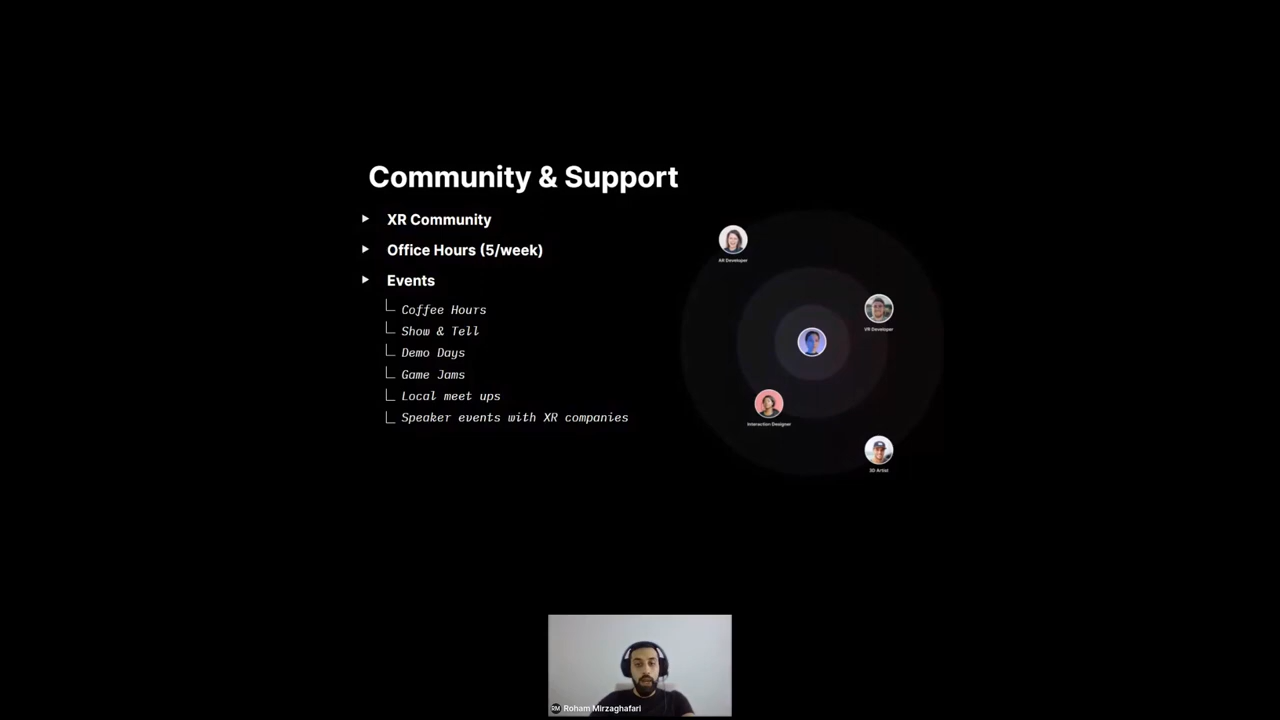 Community & Support
XR Community
Office Hours (5/week)
Events
Coffee Hours
Show & Tell
Demo Days
Game Jams
Local meet ups
Speaker events with XR companies
AR Developer
VR Developer
Interaction Designer
3D Artist
RM Roham Mirzaghafari